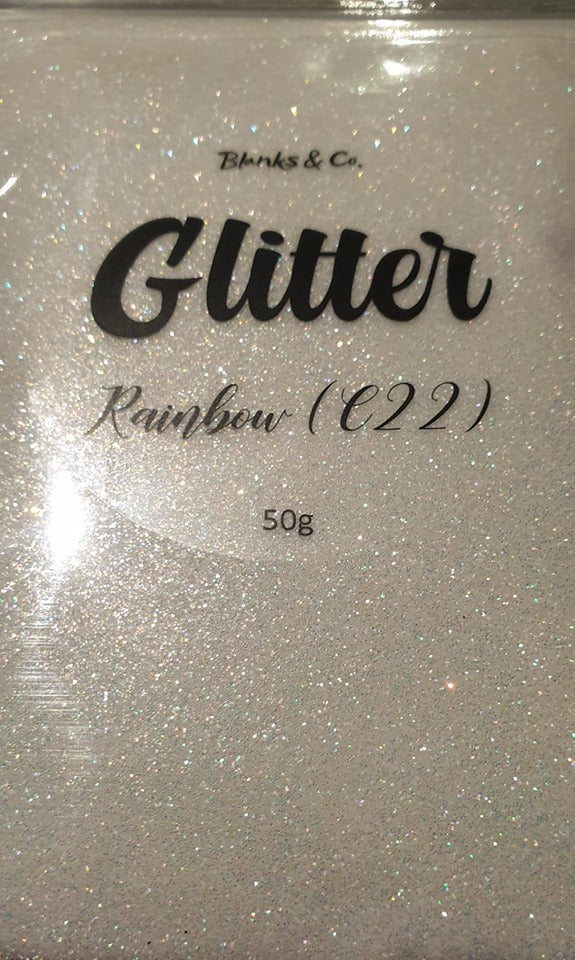 Blanks & Co.
Glitter
Rainbow (C22)
50g